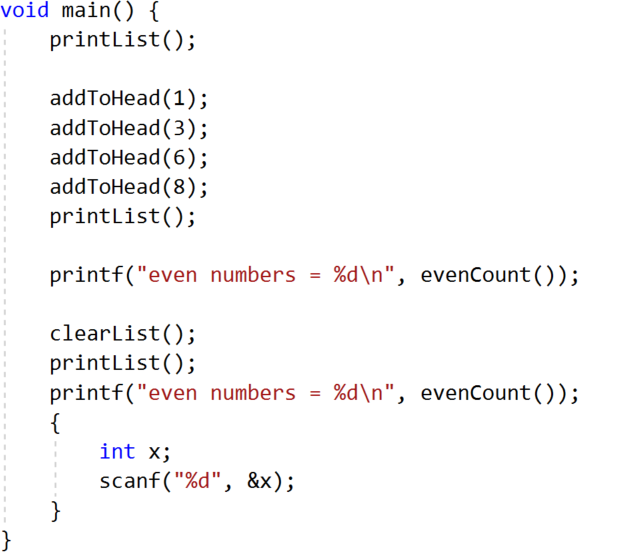 void main() {
    printList();

    addToHead(1);
    addToHead(3);
    addToHead(6);
    addToHead(8);
    printList();

    printf("even numbers = %d\n", evenCount());

    clearList();
    printList();
    printf("even numbers = %d\n", evenCount());
    {
        int x;
        scanf("%d", &x);
    }
}